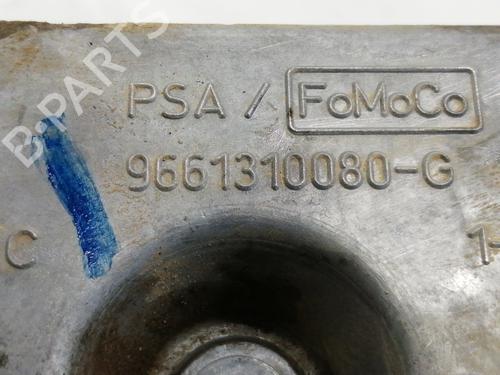 B-PARTS
PSA / FoMoCo
9661310080-G
C
1-